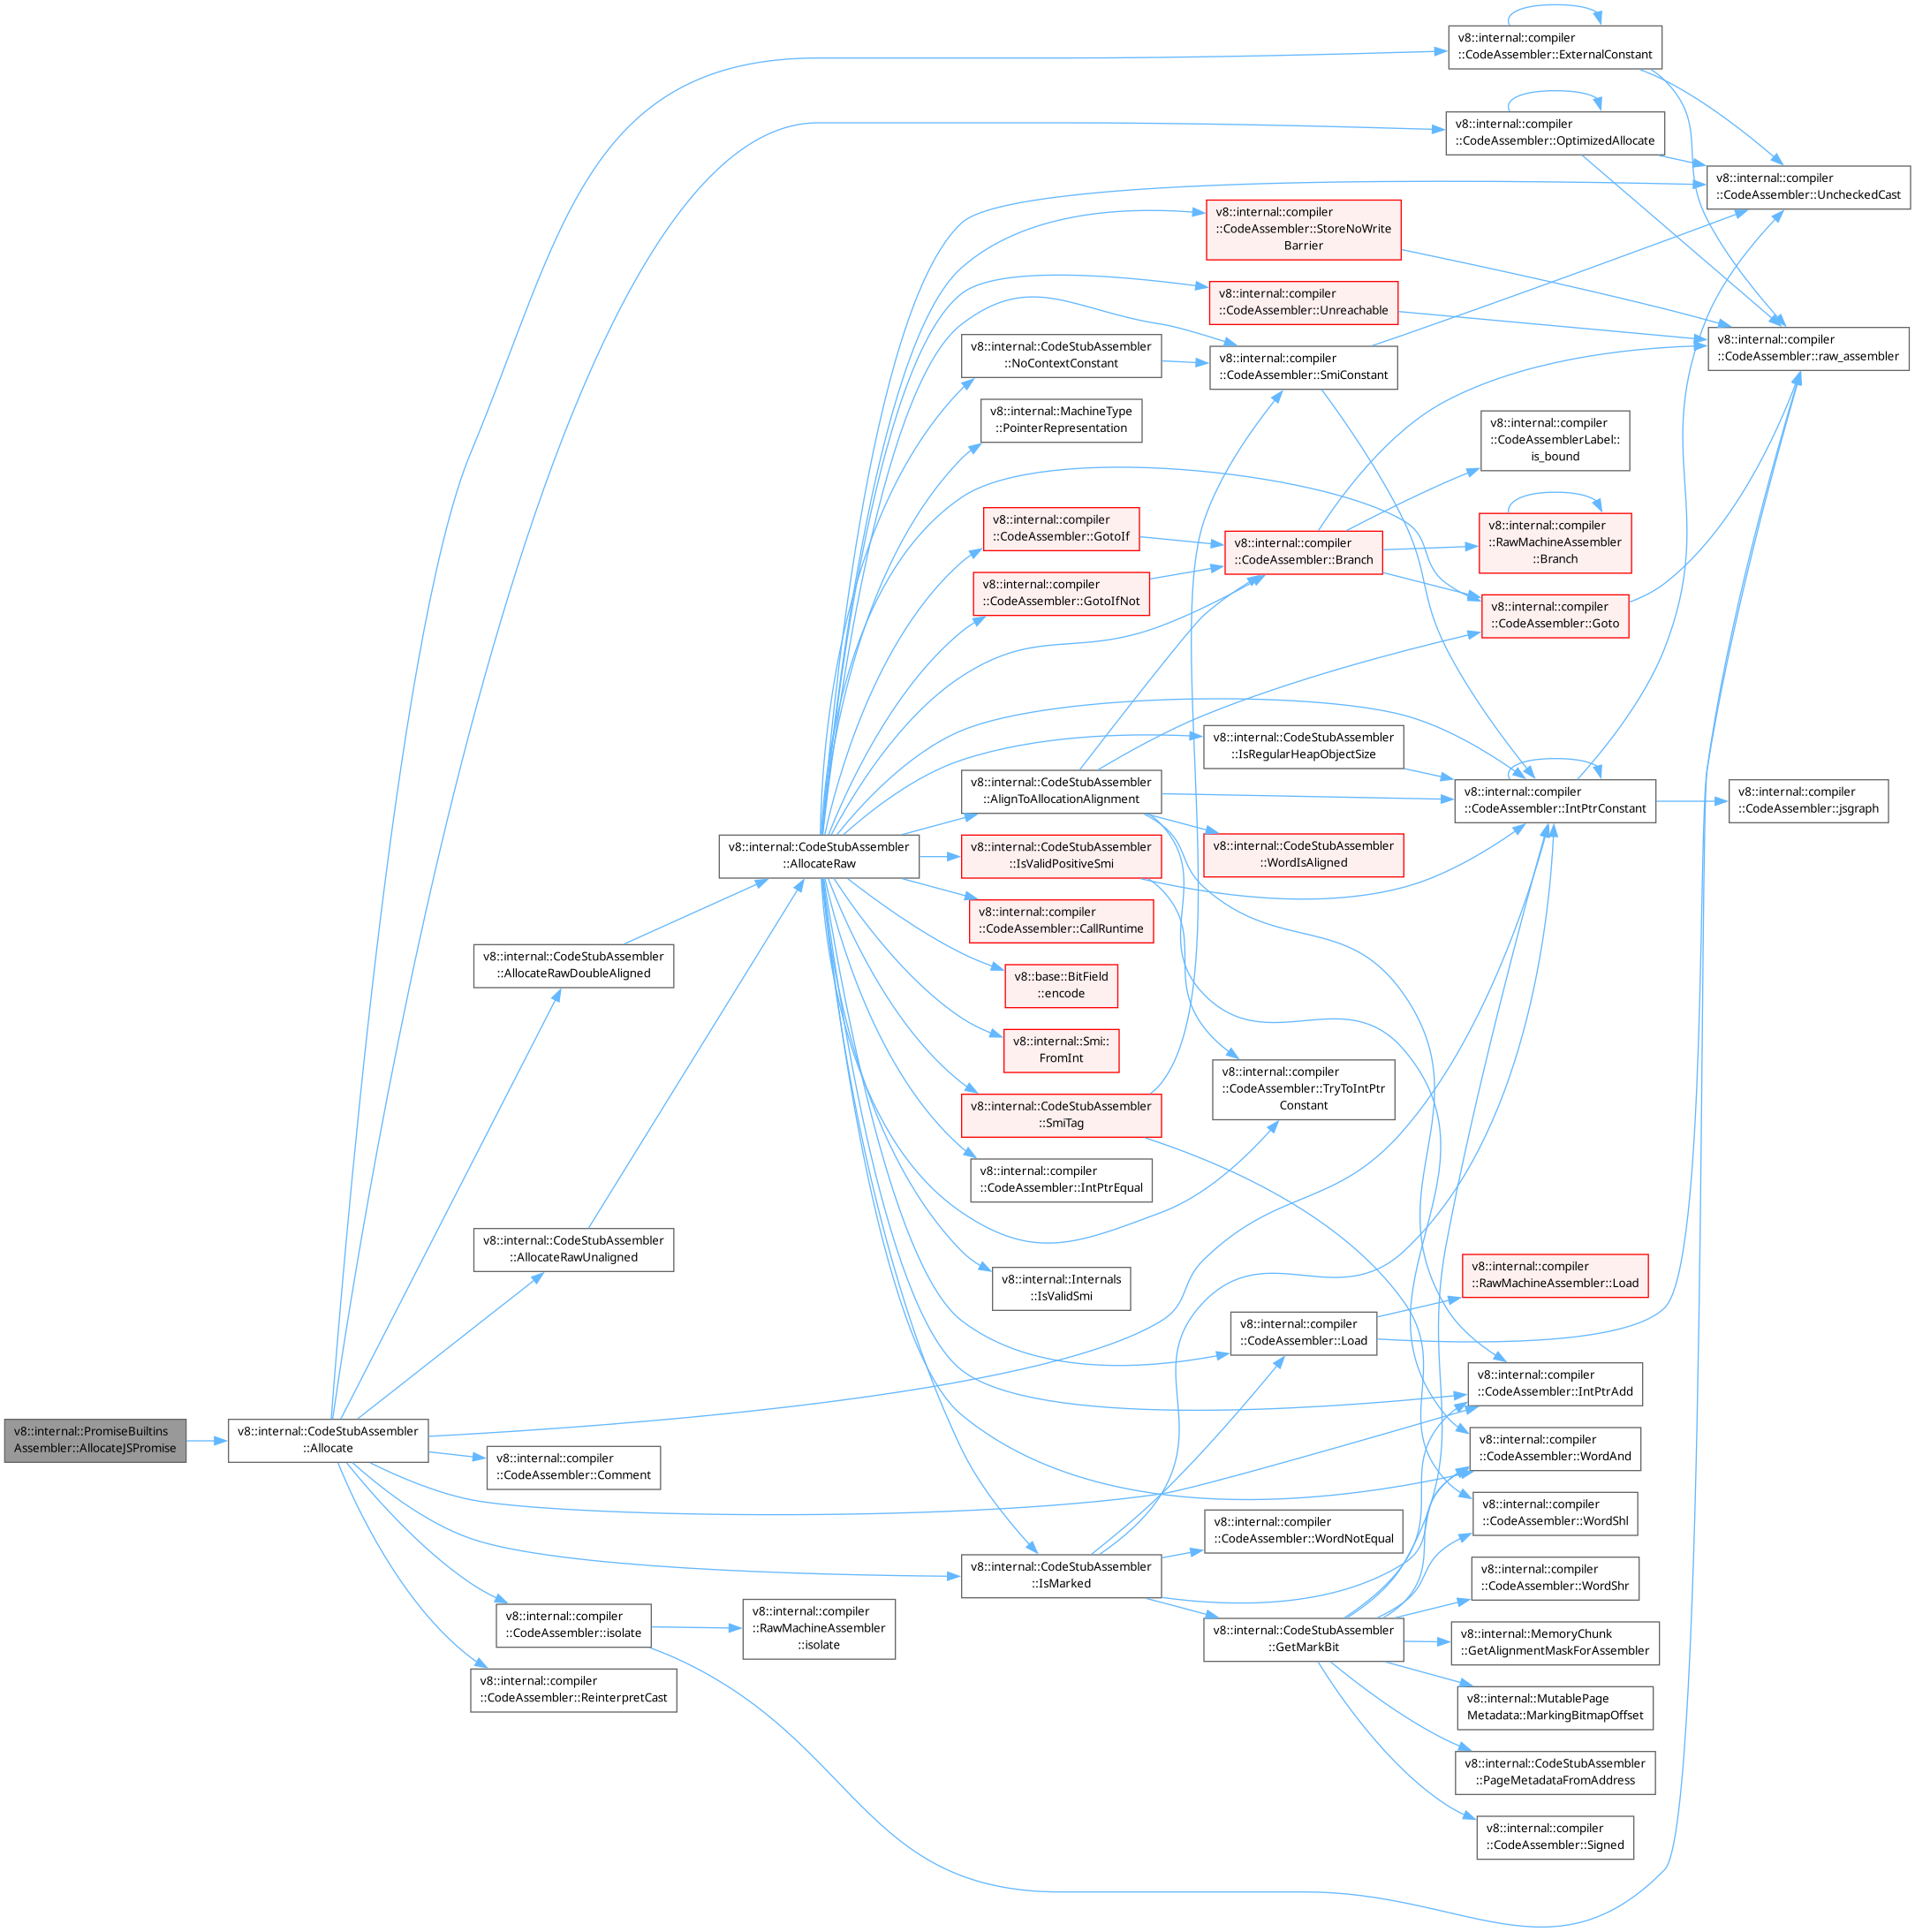 v8::internal::PromiseBuiltins
Assembler::AllocateJSPromise
v8::internal::CodeStubAssembler
::Allocate
v8::internal::CodeStubAssembler
::AllocateRawDoubleAligned
v8::internal::CodeStubAssembler
::AllocateRawUnaligned
v8::internal::compiler
::CodeAssembler::Comment
v8::internal::compiler
::CodeAssembler::isolate
v8::internal::compiler
::CodeAssembler::ReinterpretCast
v8::internal::CodeStubAssembler
::AllocateRaw
v8::internal::compiler
::RawMachineAssembler
::isolate
v8::internal::CodeStubAssembler
::NoContextConstant
v8::internal::MachineType
::PointerRepresentation
v8::internal::compiler
::CodeAssembler::GotoIf
v8::internal::compiler
::CodeAssembler::GotoIfNot
v8::internal::CodeStubAssembler
::AlignToAllocationAlignment
v8::internal::CodeStubAssembler
::IsValidPositiveSmi
v8::internal::compiler
::CodeAssembler::CallRuntime
v8::base::BitField
::encode
v8::internal::Smi::
FromInt
v8::internal::CodeStubAssembler
::SmiTag
v8::internal::compiler
::CodeAssembler::IntPtrEqual
v8::internal::Internals
::IsValidSmi
v8::internal::CodeStubAssembler
::IsMarked
v8::internal::compiler
::CodeAssembler::StoreNoWrite
Barrier
v8::internal::compiler
::CodeAssembler::Unreachable
v8::internal::compiler
::CodeAssembler::SmiConstant
v8::internal::compiler
::CodeAssembler::Branch
v8::internal::CodeStubAssembler
::IsRegularHeapObjectSize
v8::internal::CodeStubAssembler
::WordIsAligned
v8::internal::compiler
::CodeAssembler::TryToIntPtr
Constant
v8::internal::compiler
::CodeAssembler::Load
v8::internal::compiler
::CodeAssembler::WordNotEqual
v8::internal::CodeStubAssembler
::GetMarkBit
v8::internal::compiler
::CodeAssembler::ExternalConstant
v8::internal::compiler
::CodeAssembler::OptimizedAllocate
v8::internal::compiler
::CodeAssemblerLabel::
is_bound
v8::internal::compiler
::RawMachineAssembler
::Branch
v8::internal::compiler
::CodeAssembler::Goto
v8::internal::compiler
::CodeAssembler::IntPtrConstant
v8::internal::compiler
::RawMachineAssembler::Load
v8::internal::compiler
::CodeAssembler::IntPtrAdd
v8::internal::compiler
::CodeAssembler::WordAnd
v8::internal::compiler
::CodeAssembler::WordShl
v8::internal::compiler
::CodeAssembler::WordShr
v8::internal::MemoryChunk
::GetAlignmentMaskForAssembler
v8::internal::MutablePage
Metadata::MarkingBitmapOffset
v8::internal::CodeStubAssembler
::PageMetadataFromAddress
v8::internal::compiler
::CodeAssembler::Signed
v8::internal::compiler
::CodeAssembler::UncheckedCast
v8::internal::compiler
::CodeAssembler::raw_assembler
v8::internal::compiler
::CodeAssembler::jsgraph